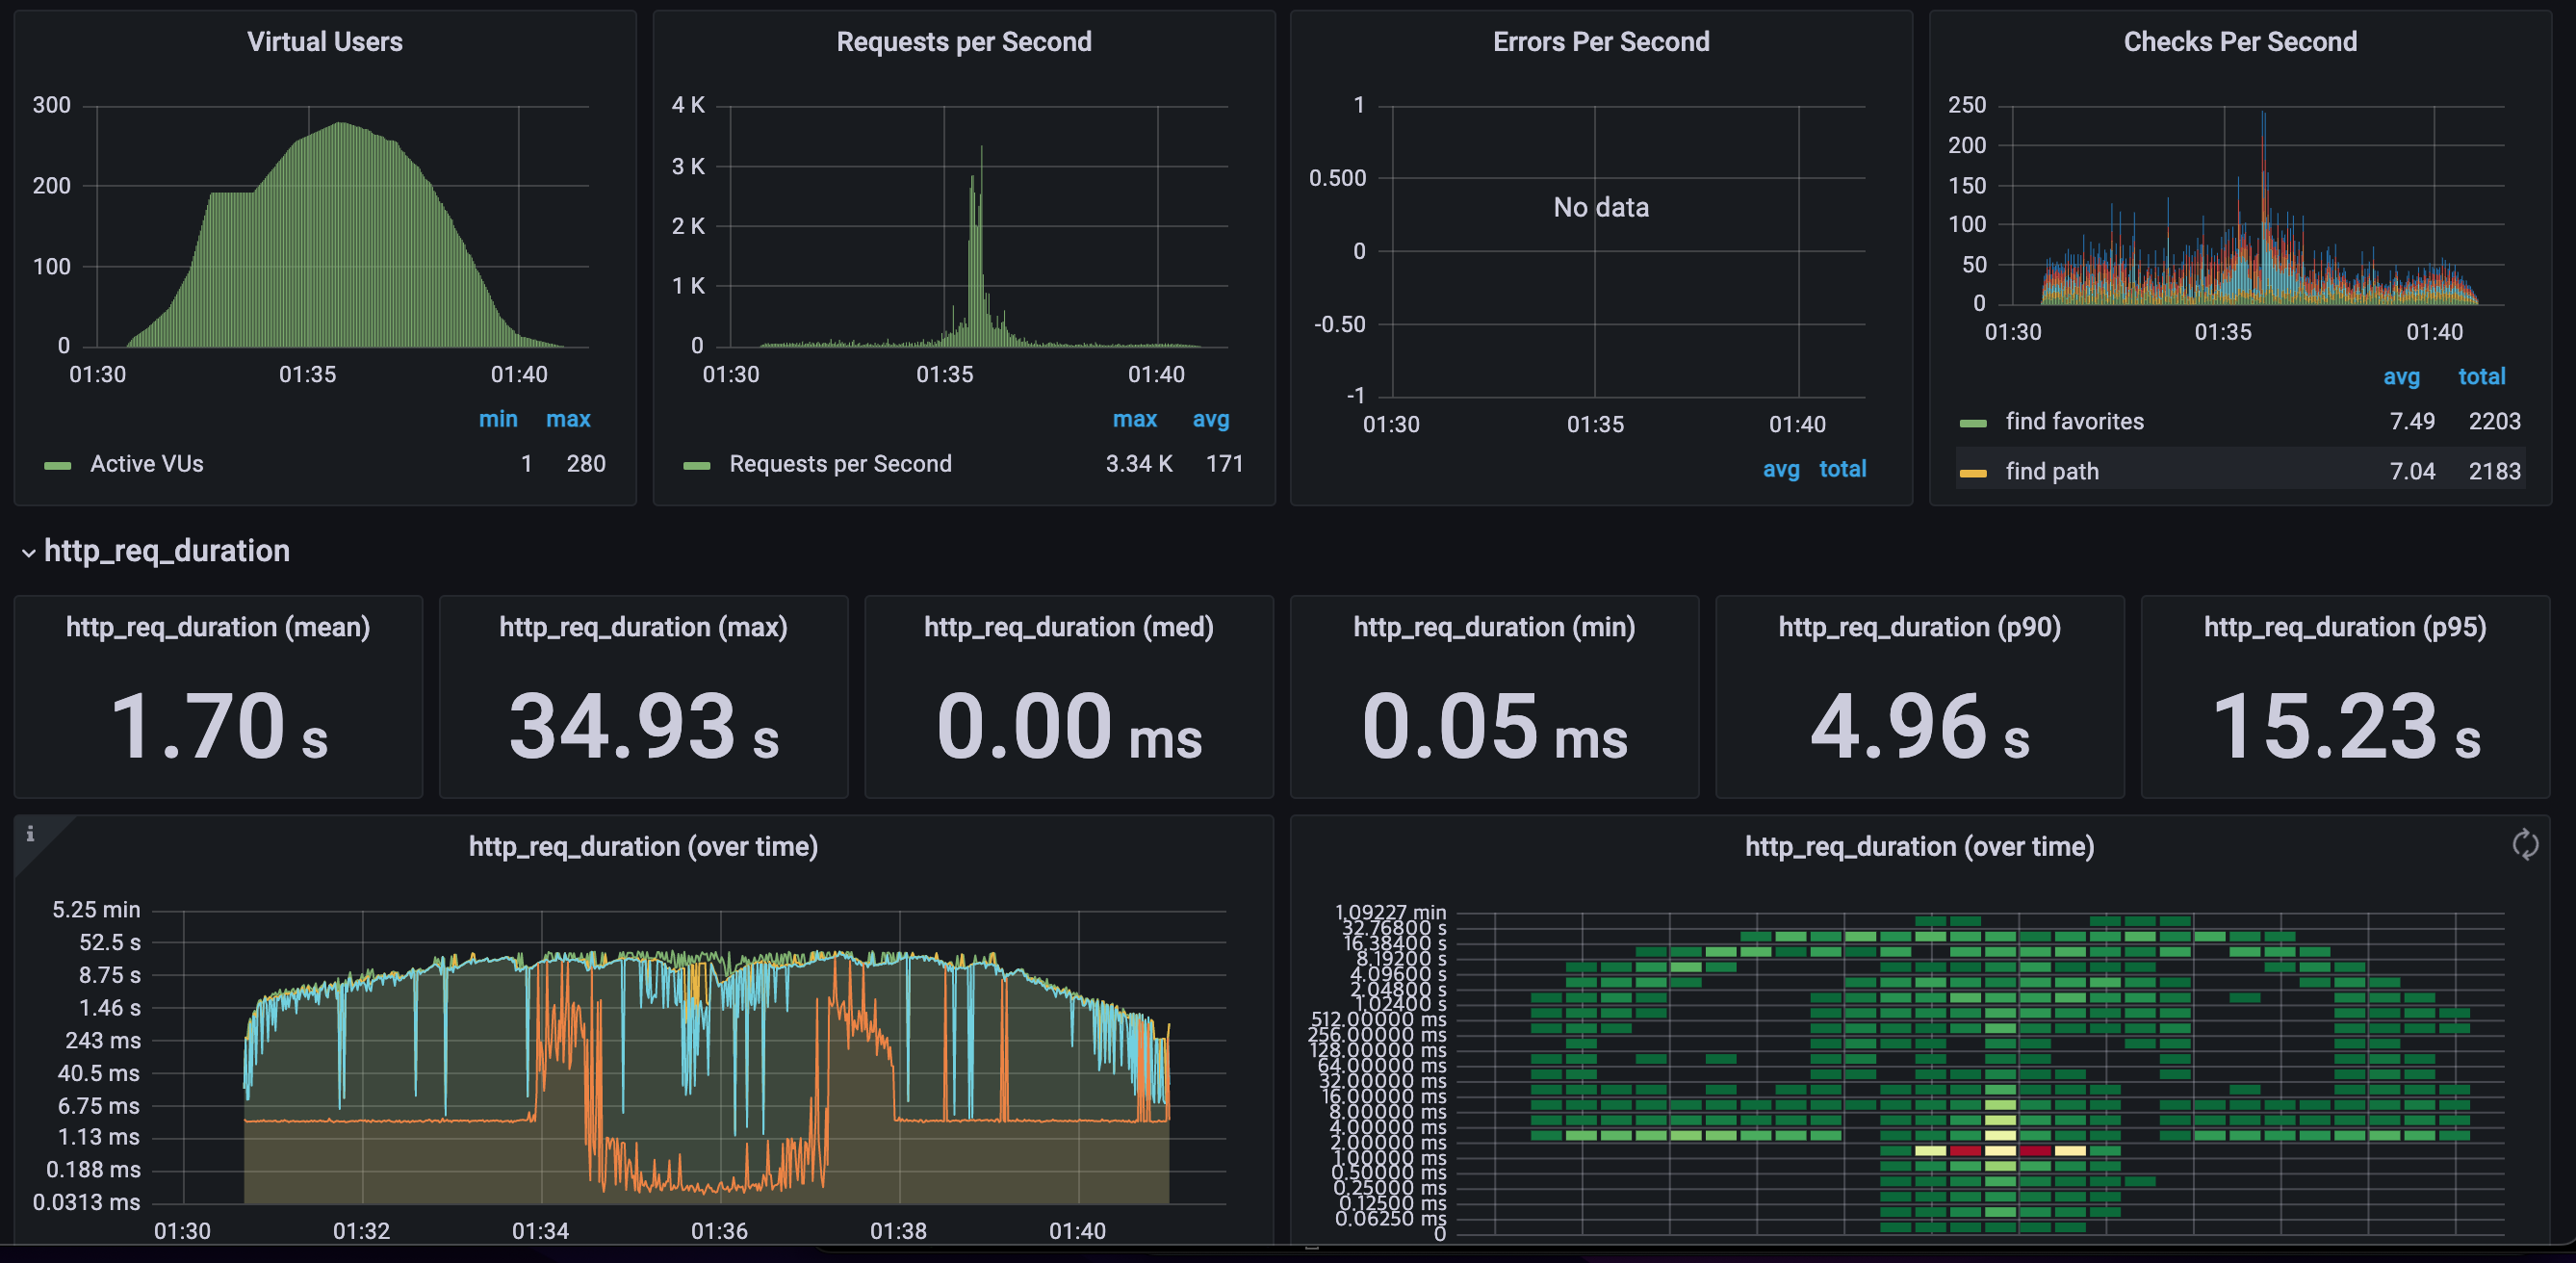 Virtual Users
300
200
100
0
01:30 01:35 01:40
min max
Active VUs 1 280
Requests per Second
4 K
3 K
2 K
1 K
0
01:30 01:35 01:40
max avg
Requests per Second 3.34 K 171
Errors Per Second
1
0.500
0
-0.50
-1
No data
01:30 01:35 01:40
avg total
Checks Per Second
250
200
150
100
50
0
01:30 01:35 01:40
avg total
find favorites 7.49 2203
find path 7.04 2183
http_req_duration
http_req_duration (mean)
1.70 s
http_req_duration (max)
34.93 s
http_req_duration (med)
0.00 ms
http_req_duration (min)
0.05 ms
http_req_duration (p90)
4.96 s
http_req_duration (p95)
15.23 s
i
http_req_duration (over time)
5.25 min
52.5 s
8.75 s
1.46 s
243 ms
40.5 ms
6.75 ms
1.13 ms
0.188 ms
0.0313 ms
01:30 01:32 01:34 01:36 01:38 01:40
http_req_duration (over time)
1.09227 min
32.76800 s
16.38400 s
8.19200 s
4.09600 s
2.04800 s
1.02400 s
512.00000 ms
256.00000 ms
128.00000 ms
64.00000 ms
32.00000 ms
16.00000 ms
8.00000 ms
4.00000 ms
2.00000 ms
1.00000 ms
0.50000 ms
0.25000 ms
0.12500 ms
0.06250 ms
0